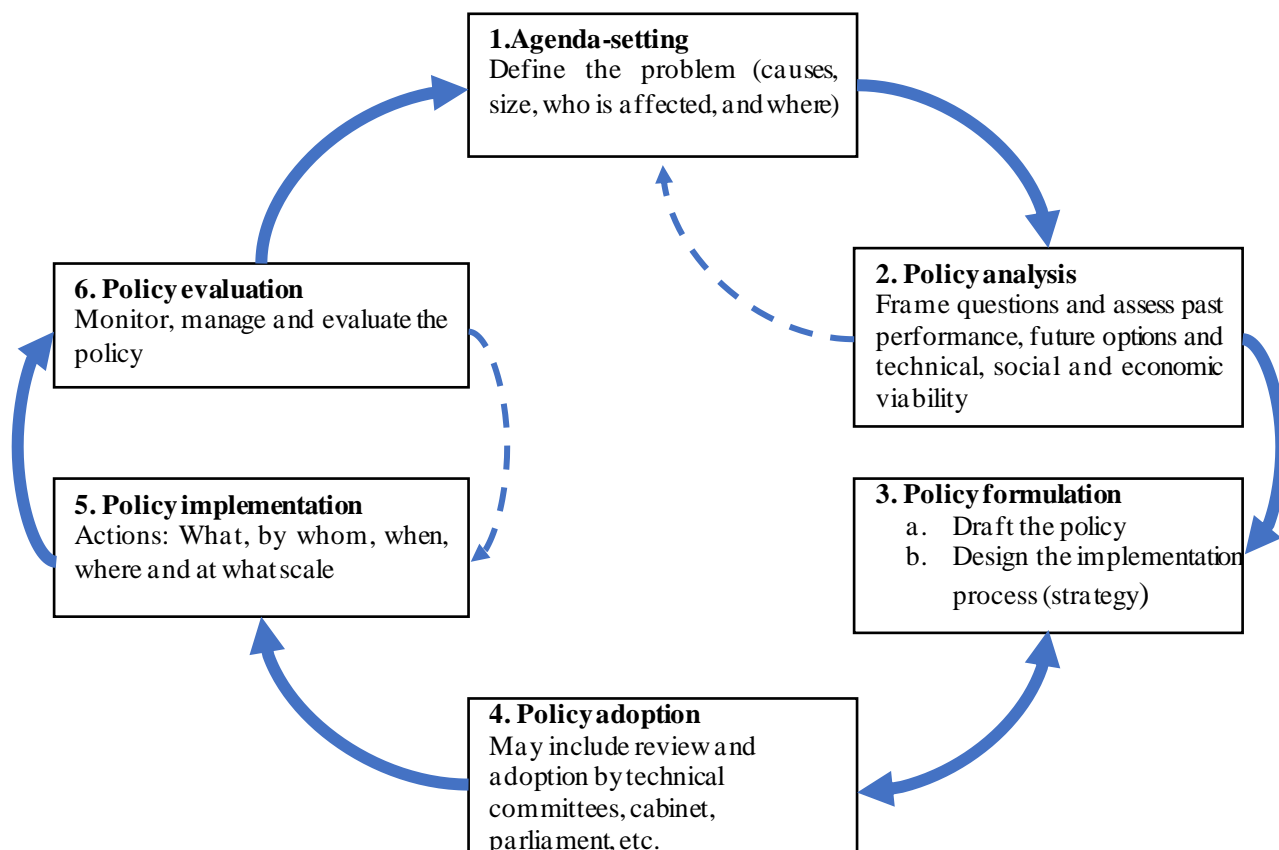 1.Agenda-setting
Define the problem (causes,
size, who is affected, and where)
2. Policy analysis
Frame questions and assess past
performance, future options and
technical, social and economic
viability
3. Policy formulation
a. Draft the policy
b. Design the implementation
process (strategy)
4. Policy adoption
May include review and
adoption by technical
committees, cabinet,
parliament, etc.
5. Policy implementation
Actions: What, by whom, when,
where and at what scale
6. Policy evaluation
Monitor, manage and evaluate the
policy